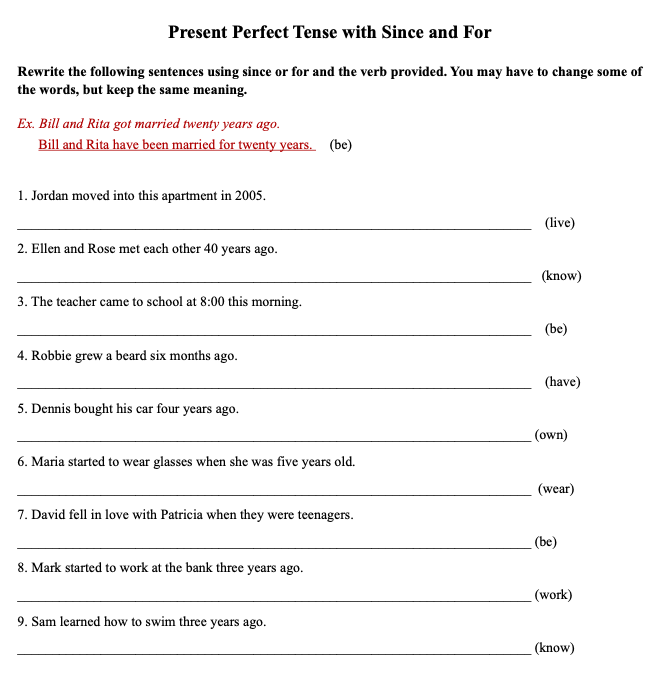 Present Perfect Tense with Since and For
Rewrite the following sentences using since or for and the verb provided. You may have to change some of
the words, but keep the same meaning.
Ex. Bill and Rita got married twenty years ago.
Bill and Rita have been married for twenty years. (be)
1. Jordan moved into this apartment in 2005.
(live)
2. Ellen and Rose met each other 40 years ago.
(know)
3. The teacher came to school at 8:00 this morning.
(be)
4. Robbie grew a beard six months ago.
(have)
5. Dennis bought his car four years ago.
(own)
6. Maria started to wear glasses when she was five years old.
(wear)
7. David fell in love with Patricia when they were teenagers.
(be)
8. Mark started to work at the bank three years ago.
(work)
9. Sam learned how to swim three years ago.
(know)